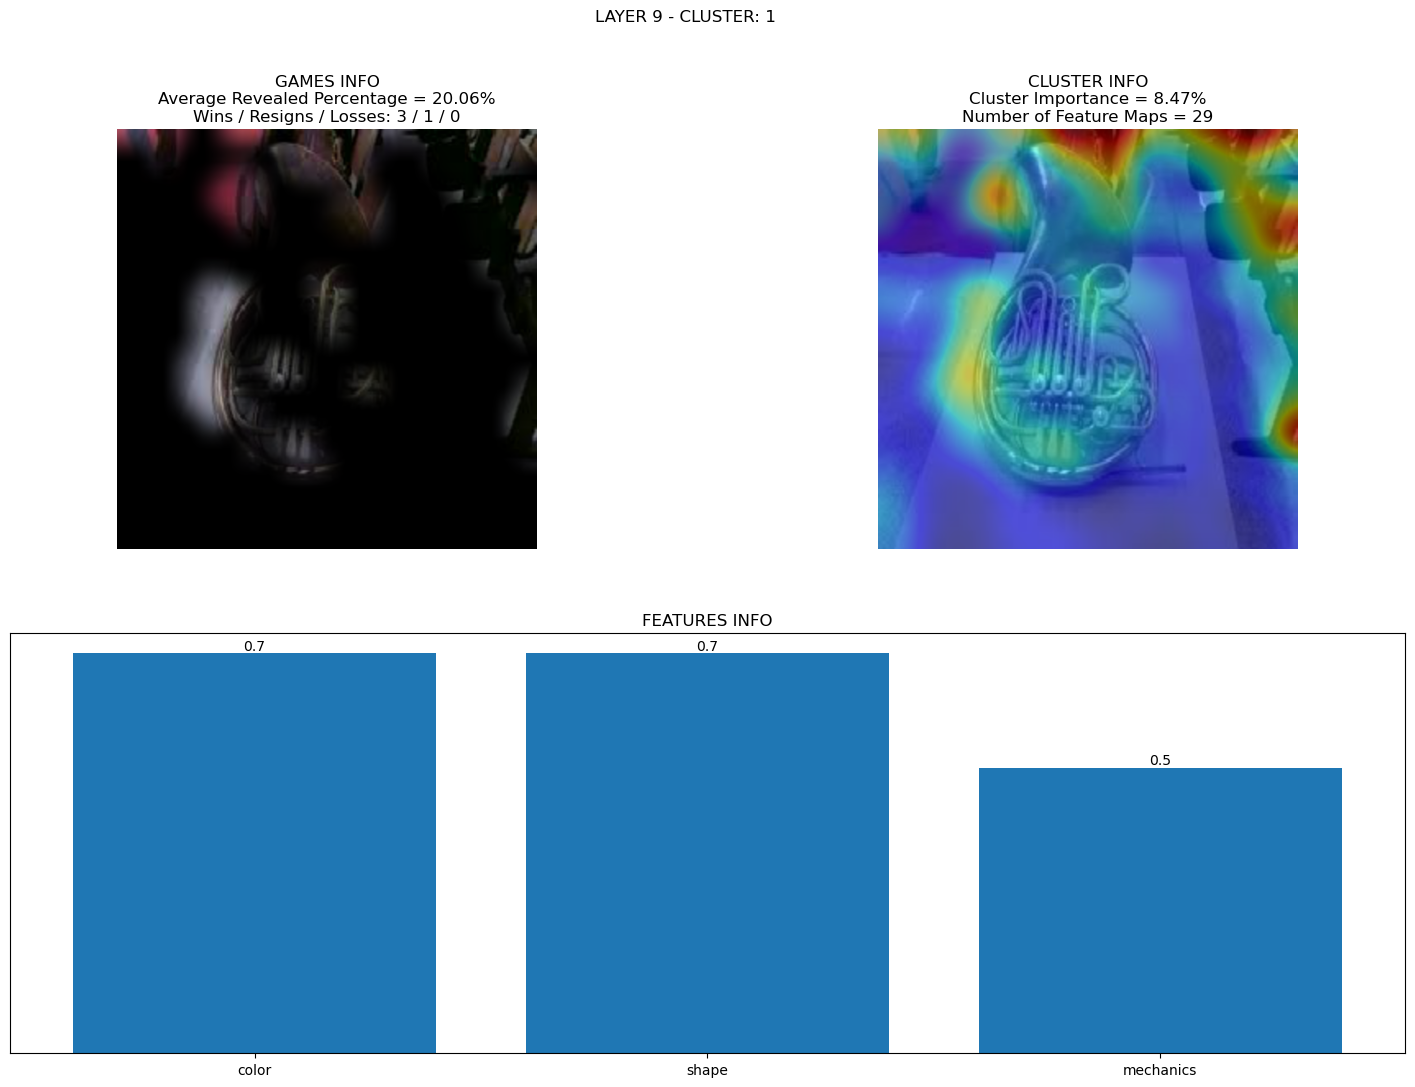 LAYER 9 - CLUSTER: 1
GAMES INFO
Average Revealed Percentage = 20.06%
Wins / Resigns / Losses: 3 / 1 / 0
CLUSTER INFO
Cluster Importance = 8.47%
Number of Feature Maps = 29
FEATURES INFO
0.7
0.7
0.5
color
shape
mechanics